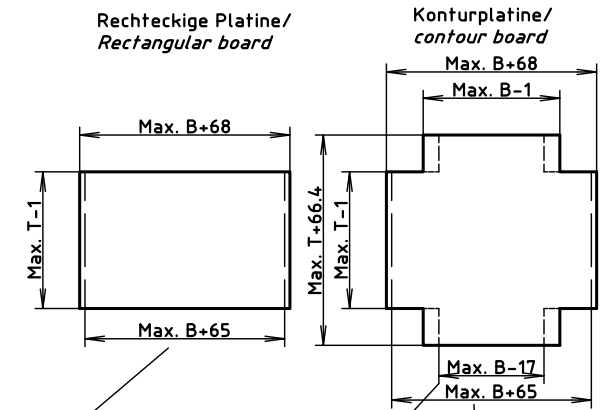 Rechteckige Platine/
Rectangular board
Max. B+68
Max. T-1
Max. B+65
Konturplatine/
contour board
Max. B+68
Max. B-1
Max. T+66.4
Max. T-1
Max. B-17
Max. B+65